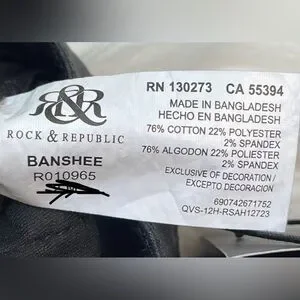 R&R
ROCK & REPUBLIC
BANSHEE
R010965
RN 130273 CA 55394
MADE IN BANGLADESH
HECHO EN BANGLADESH
76% COTTON 22% POLYESTER
2% SPANDEX
76% ALGODON 22% POLIESTER
2% SPANDEX
EXCLUSIVE OF DECORATION /
EXCEPTO DECORACION
690742671752
QVS-12H-RSAH12723